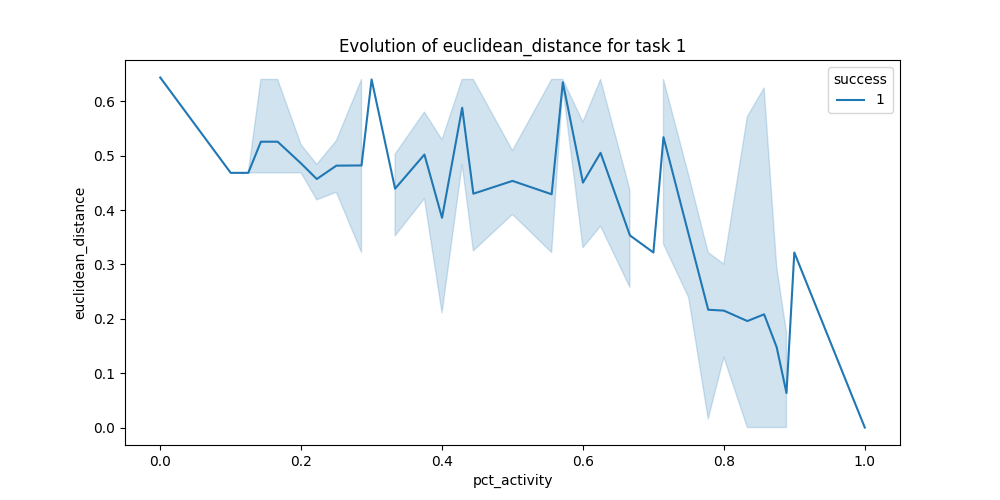 Evolution of euclidean_distance for task 1
success
1
euclidean_distance
0.6
0.5
0.4
0.3
0.2
0.1
0.0
0.0 0.2 0.4 0.6 0.8 1.0
pct_activity